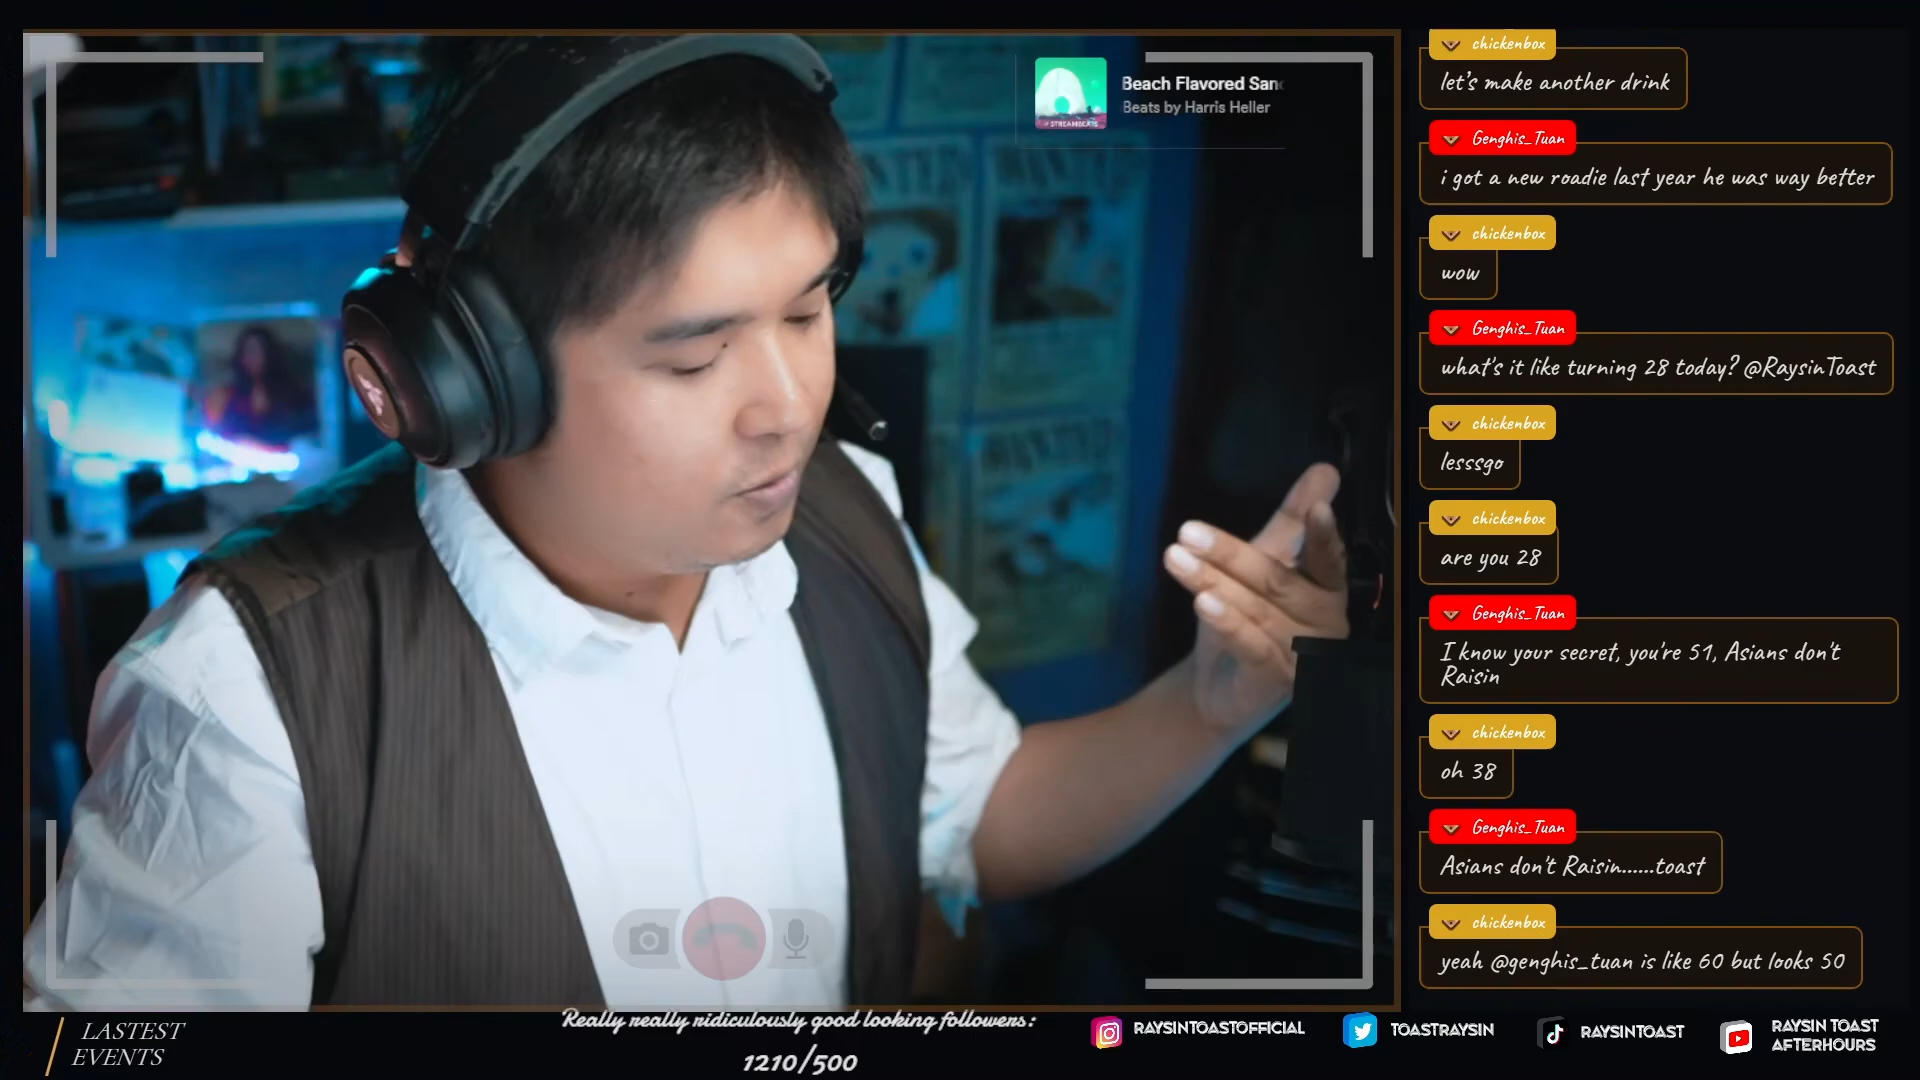 Beach Flavored San
Beats by Harris Heller
STREAMBEATS
chickenbox
let's make another drink
Genghis_Tuan
i got a new roadie last year he was way better
chickenbox
wow
Genghis_Tuan
what's it like turning 28 today? @RaysinToast
chickenbox
lesssgo
chickenbox
are you 28
Genghis_Tuan
I know your secret, you're 51, Asians don't
Raisin
chickenbox
oh 38
Genghis_Tuan
Asians don't Raisin......toast
chickenbox
yeah @genghis_tuan is like 60 but looks 50
LASTEST
EVENTS
Really really ridiculously good looking followers:
1210/500
RAYSINTOASTOFFICIAL
TOASTRAYSIN
RAYSINTOAST
RAYSIN TOAST
AFTERHOURS